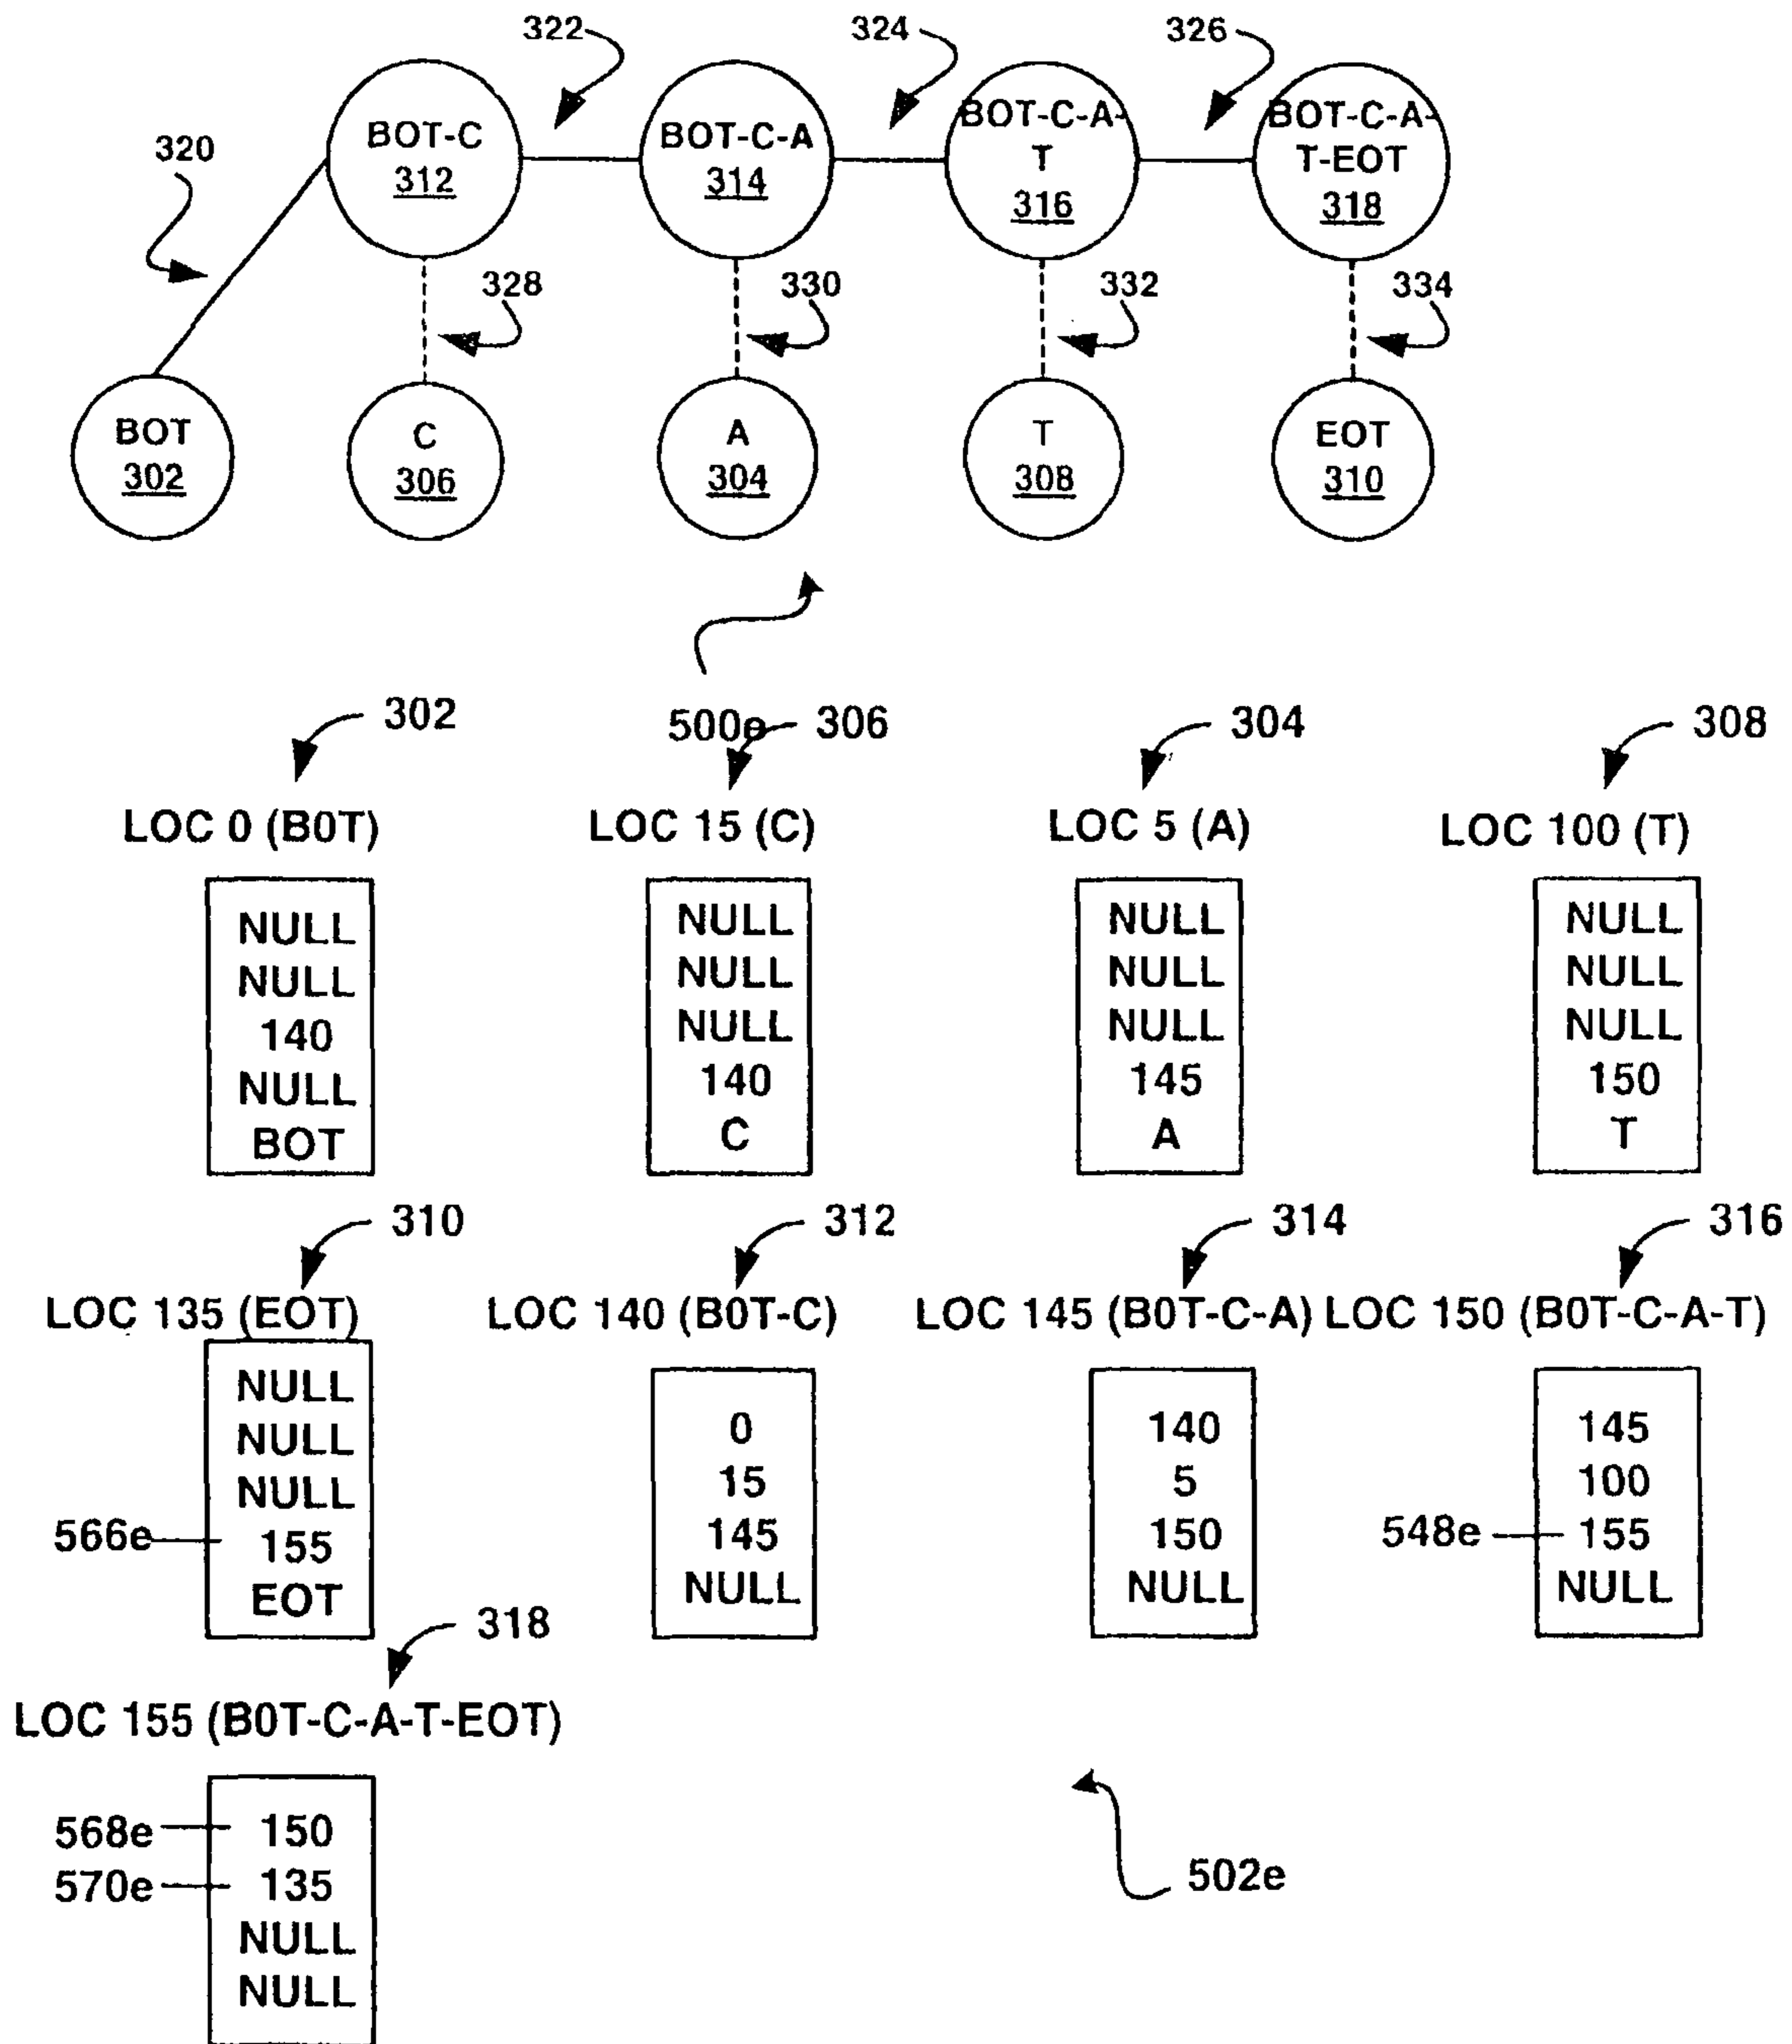 322
324
326
320
BOT-C
312
BOT-C-A
314
BOT-C-A-
T
316
BOT-C-A-
T-EOT
318
328
330
332
334
BOT
302
C
306
A
304
T
308
EOT
310
500e
302
306
304
308
LOC 0 (B0T)
LOC 15 (C)
LOC 5 (A)
LOC 100 (T)
NULL
NULL
140
NULL
BOT
NULL
NULL
NULL
140
C
NULL
NULL
NULL
145
A
NULL
NULL
NULL
150
T
310
312
314
316
LOC 135 (EOT)
LOC 140 (B0T-C)
LOC 145 (B0T-C-A)
LOC 150 (B0T-C-A-T)
NULL
NULL
NULL
566e
155
EOT
0
15
145
NULL
140
5
150
NULL
145
100
548e
155
NULL
318
LOC 155 (B0T-C-A-T-EOT)
568e
150
570e
135
NULL
NULL
502e